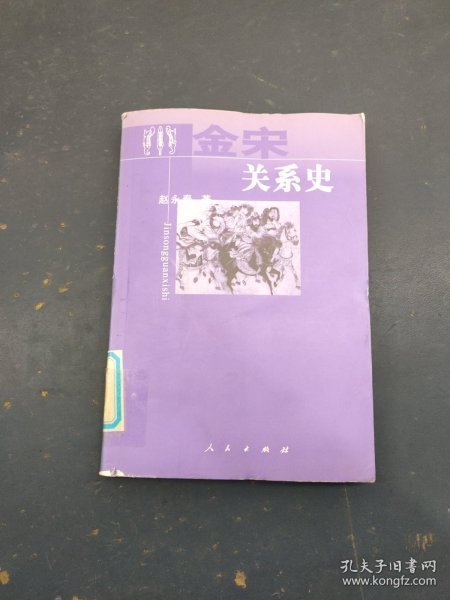 金宋
关系史
赵永春 著
Jinsongguanxishi
人民出版社
孔夫子旧书网
www.kongfz.com